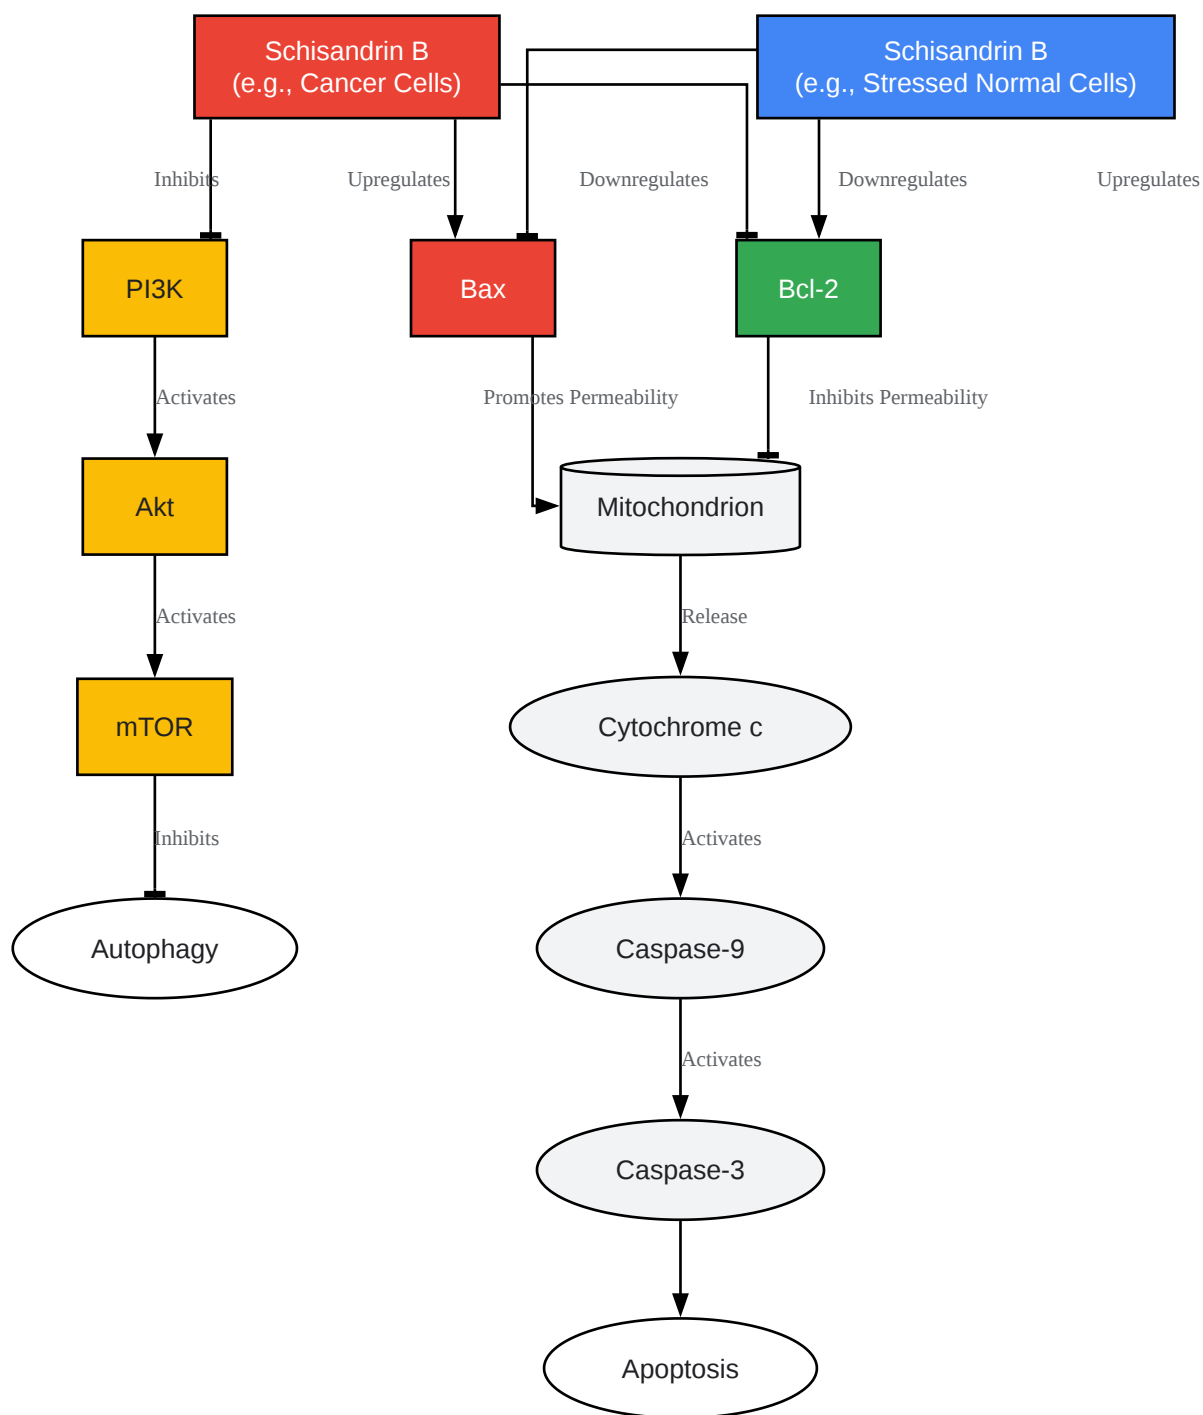 Schisandrin B
(e.g., Cancer Cells)
Schisandrin B
(e.g., Stressed Normal Cells)
Inhibits
Upregulates
Downregulates
Downregulates
Upregulates
PI3K
Bax
Bcl-2
Activates
Promotes Permeability
Inhibits Permeability
Akt
Mitochondrion
Activates
Release
mTOR
Cytochrome c
Inhibits
Activates
Autophagy
Caspase-9
Activates
Caspase-3
Apoptosis